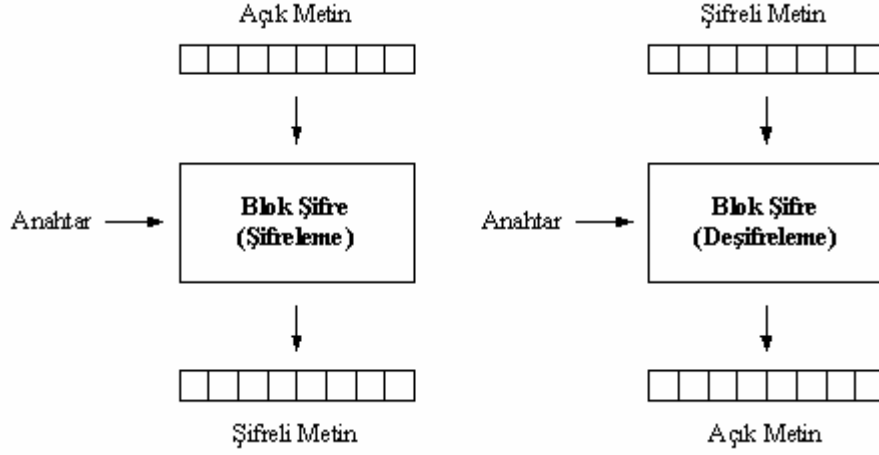 Açık Metin
Anahtar
Blok Şifre
(Şifreleme)
Şifreli Metin
Şifreli Metin
Anahtar
Blok Şifre
(Deşifreleme)
Açık Metin